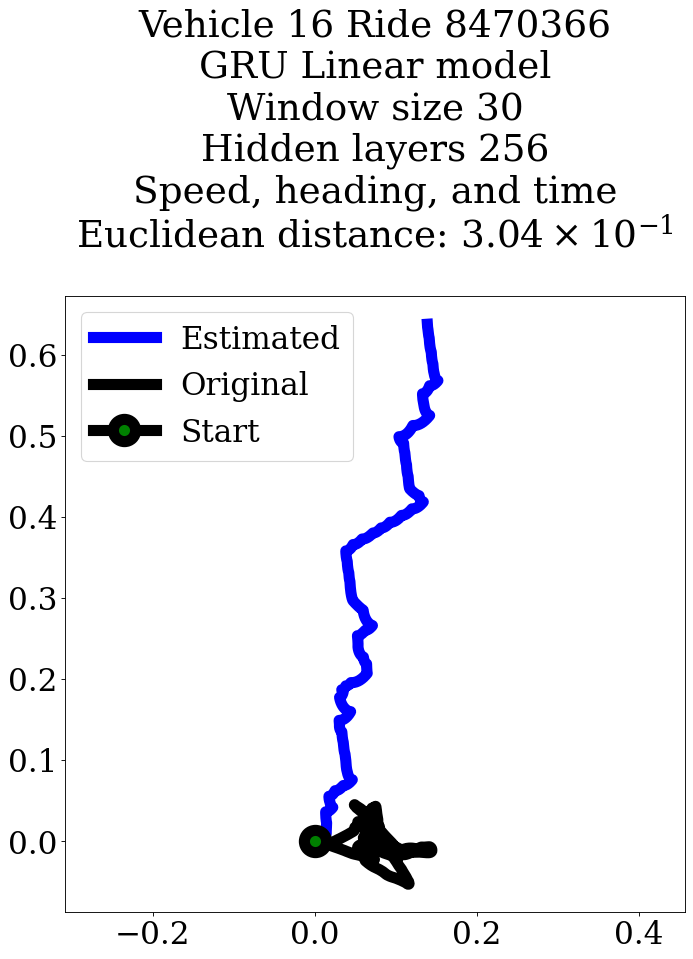 Vehicle 16 Ride 8470366
GRU Linear model
Window size 30
Hidden layers 256
Speed, heading, and time
Euclidean distance: 3.04 × 10⁻¹
Estimated
Original
Start
0.6
0.5
0.4
0.3
0.2
0.1
0.0
−0.2 0.0 0.2 0.4